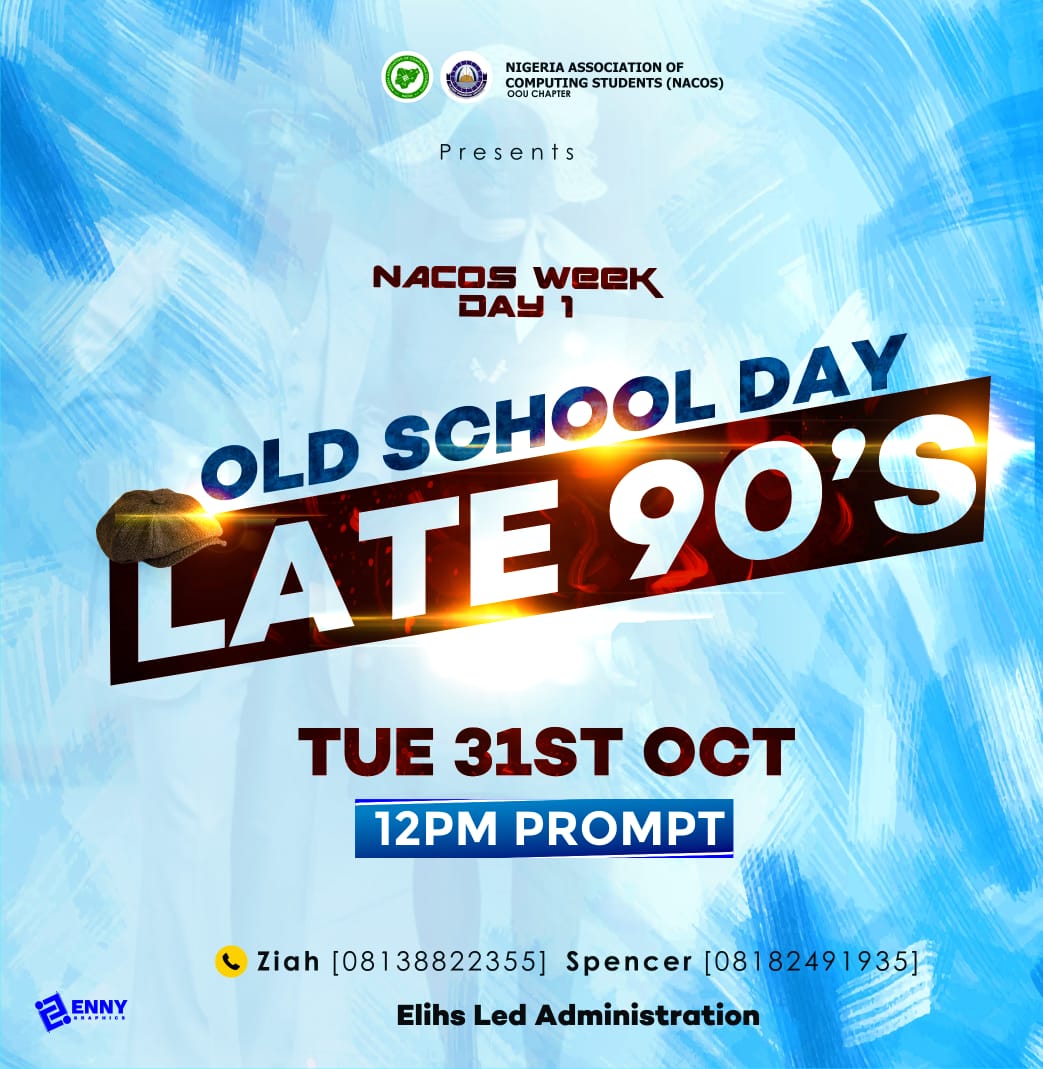 NIGERIA ASSOCIATION OF
COMPUTING STUDENTS (NACOS)
OOU CHAPTER
Presents
NACOS WEEK
DAY 1
OLD SCHOOL DAY
LATE 90'S
TUE 31ST OCT
12PM PROMPT
Ziah [08138822355] Spencer [08182491935]
Elihs Led Administration
ENNY
GRAPHICS